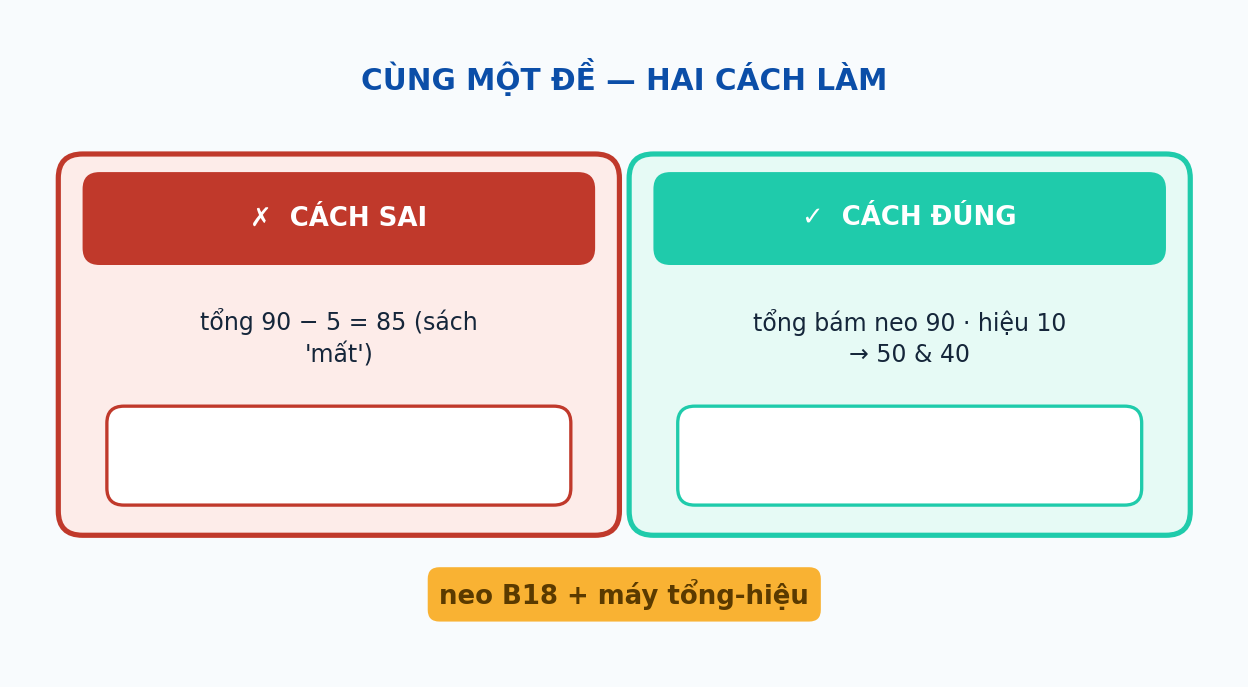 CÙNG MỘT ĐỀ — HAI CÁCH LÀM
✗ CÁCH SAI
tổng 90 − 5 = 85 (sách
'mất')
✓ CÁCH ĐÚNG
tổng bám neo 90 · hiệu 10
→ 50 & 40
neo B18 + máy tổng-hiệu